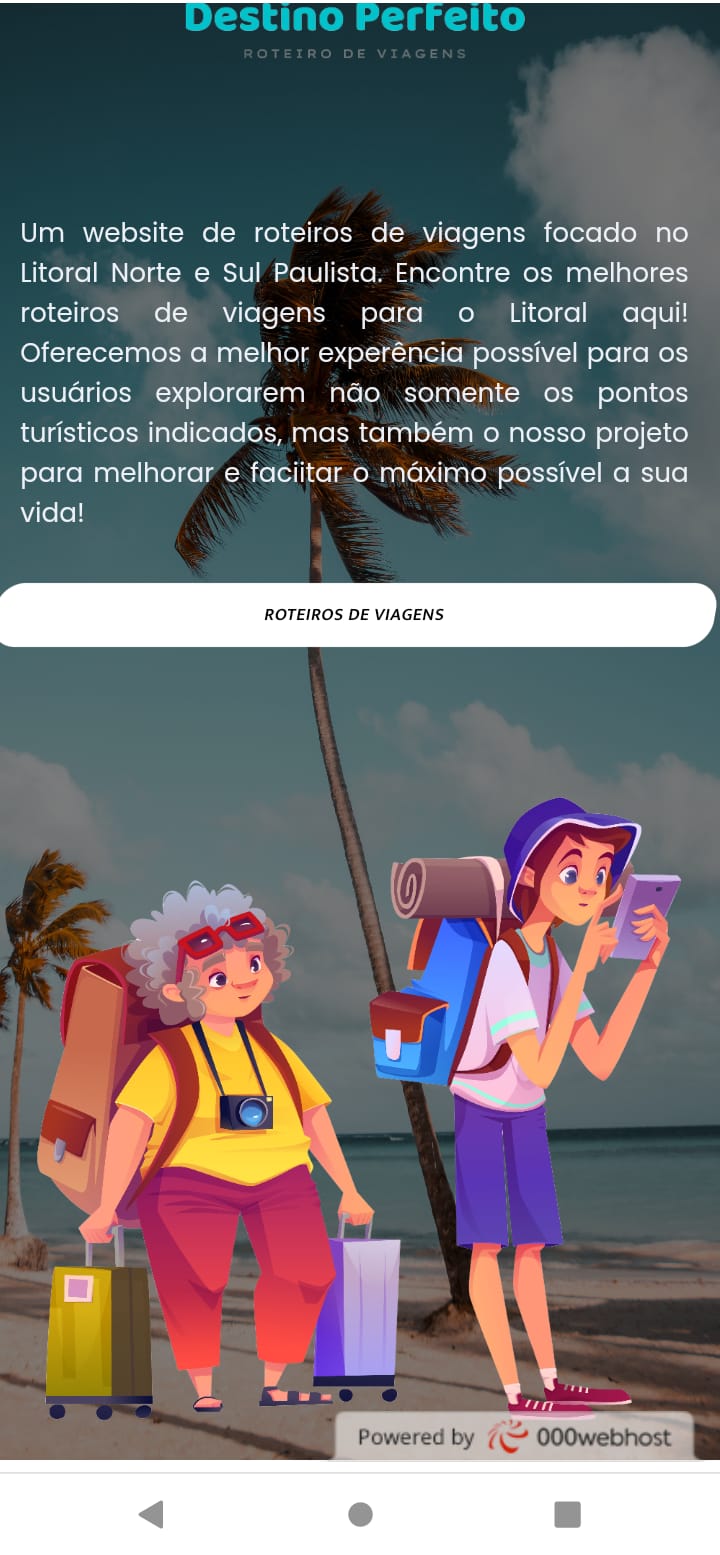 Destino Perfeito
ROTEIRO DE VIAGENS
Um website de roteiros de viagens focado no
Litoral Norte e Sul Paulista. Encontre os melhores
roteiros de viagens para o Litoral aqui!
Oferecemos a melhor experência possível para os
usuários explorarem não somente os pontos
turísticos indicados, mas também o nosso projeto
para melhorar e faciitar o máximo possível a sua
vida!
ROTEIROS DE VIAGENS
Powered by 000webhost